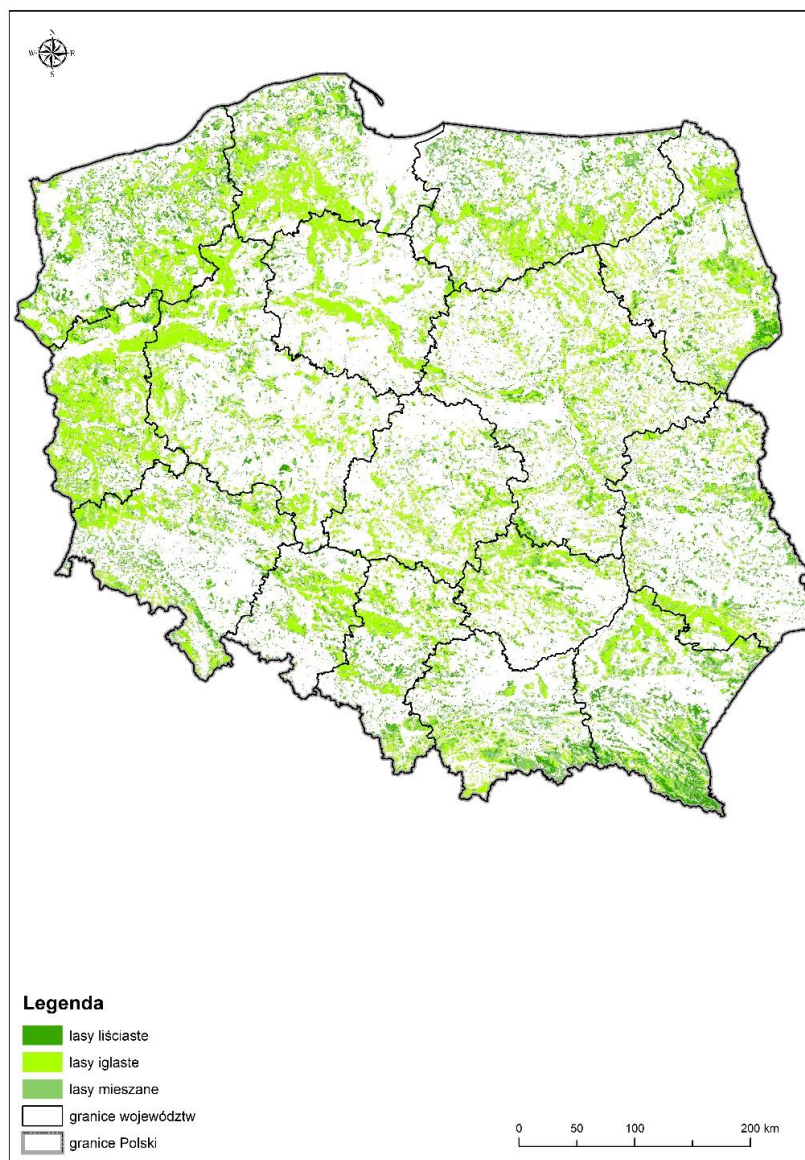 N
W R
S
Legenda
lasy liściaste
lasy iglaste
lasy mieszane
granice województw
granice Polski
0 50 100 200 km